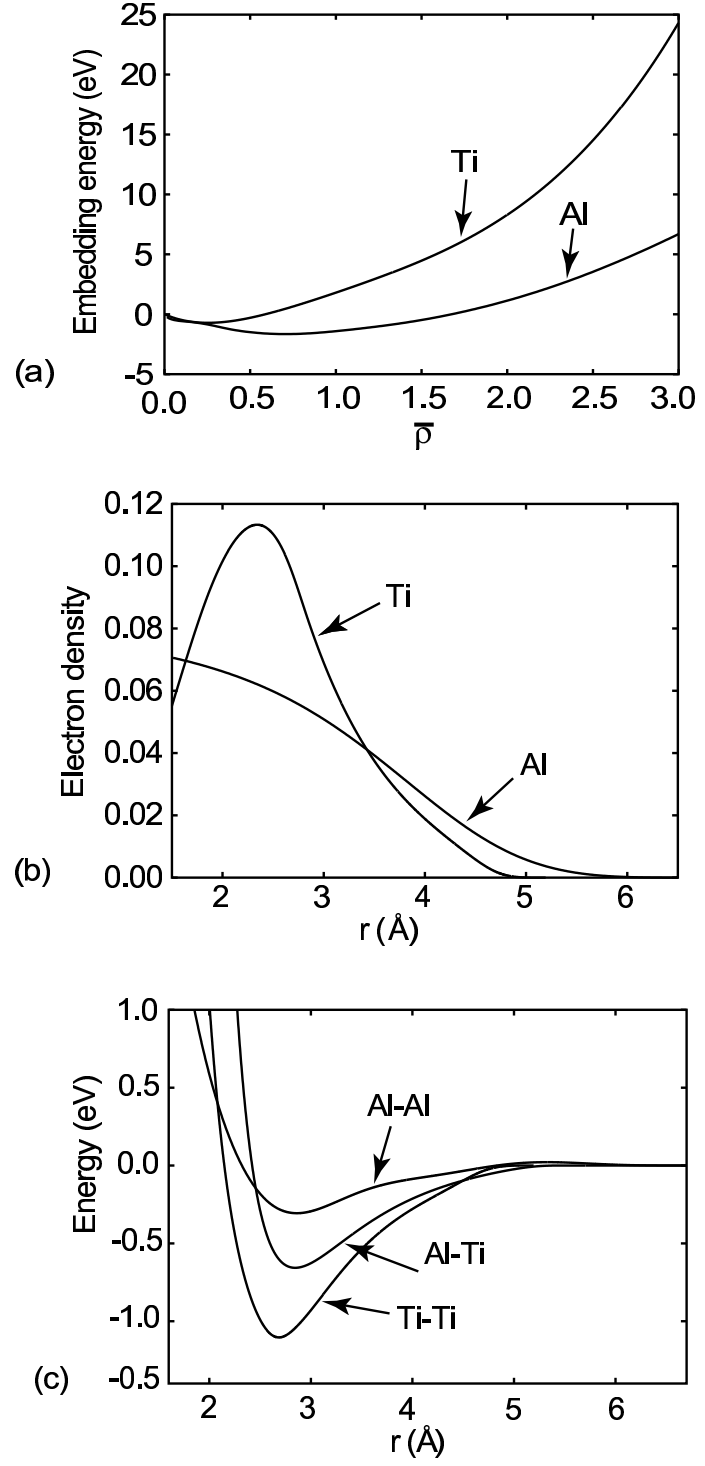 25
20
15
10
5
0
-5
Embedding energy (eV)
Ti
Al
0.0 0.5 1.0 1.5 2.0 2.5 3.0
ρ̅
(a)
0.12
0.10
0.08
0.06
0.04
0.02
0.00
Electron density
Ti
Al
2 3 4 5 6
r (Å)
(b)
1.0
0.5
0.0
-0.5
-1.0
-0.5
Energy (eV)
Al-Al
Al-Ti
Ti-Ti
2 3 4 5 6
r (Å)
(c)